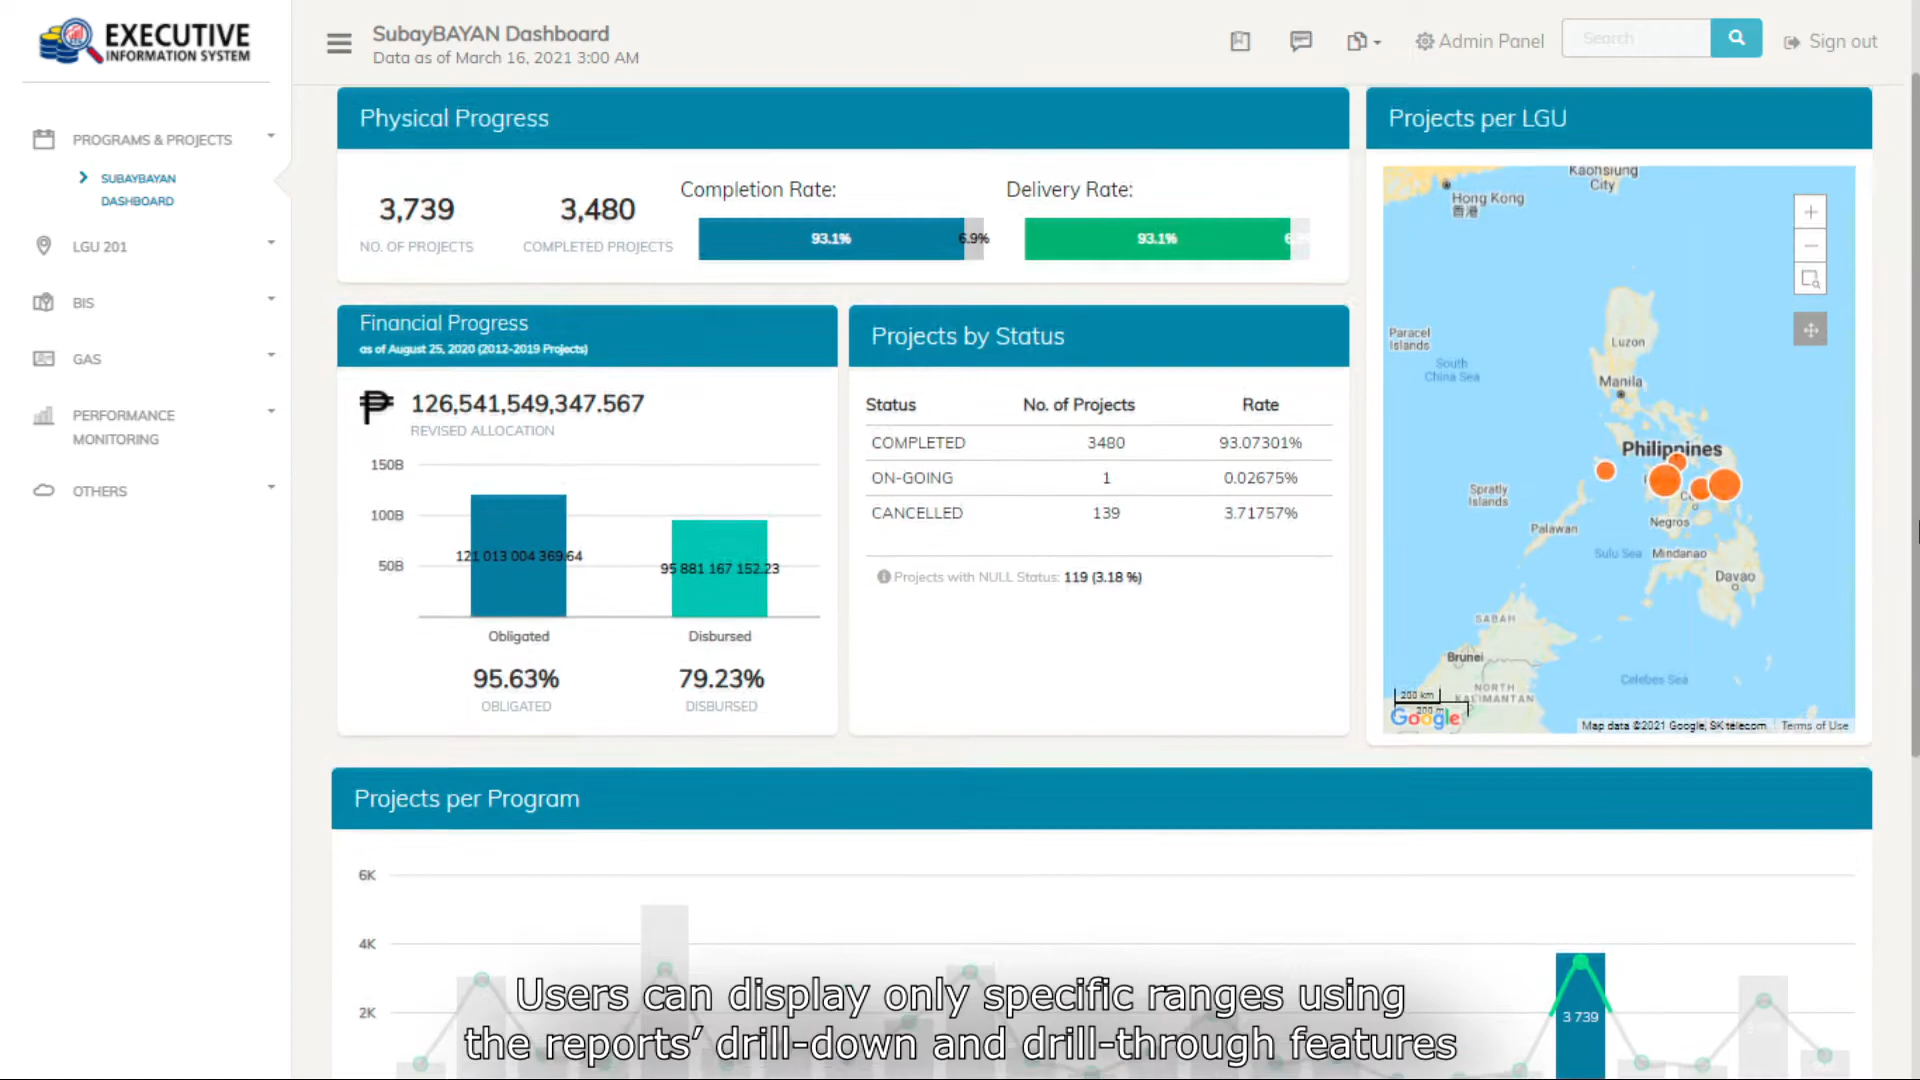 EXECUTIVE
INFORMATION SYSTEM
SubayBAYAN Dashboard
Data as of March 16, 2021 3:00 AM
Admin Panel
Search
Sign out
PROGRAMS & PROJECTS
SUBAYBAYAN
DASHBOARD
LGU 201
BIS
GAS
PERFORMANCE
MONITORING
OTHERS
Physical Progress
3,739
NO. OF PROJECTS
3,480
COMPLETED PROJECTS
Completion Rate:
93.1%
6.9%
Delivery Rate:
93.1%
Financial Progress
as of August 25, 2020 (2012-2019 Projects)
₱ 126,541,549,347.567
REVISED ALLOCATION
150B
100B
50B
121 013 004 369.64
95 881 167 152.23
Obligated
Disbursed
95.63%
79.23%
OBLIGATED
DISBURSED
Projects by Status
Status No. of Projects Rate
COMPLETED 3480 93.07301%
ON-GOING 1 0.02675%
CANCELLED 139 3.71757%
Projects with NULL Status: 119 (3.18 %)
Projects per LGU
Kaohsiung
City
Hong Kong
香港
Paracel
Islands
South
China Sea
Luzon
Manila
Philippines
Spratly
Islands
Palawan
Negros
Sulu Sea
Mindanao
Davao
SABAH
Brunei
NORTH
KALIMANTAN
Celebes Sea
200 km
Google
Map data ©2021 Google, SK telecom
Terms of Use
Projects per Program
6K
4K
2K
3 739
Users can display only specific ranges using
the reports’ drill-down and drill-through features